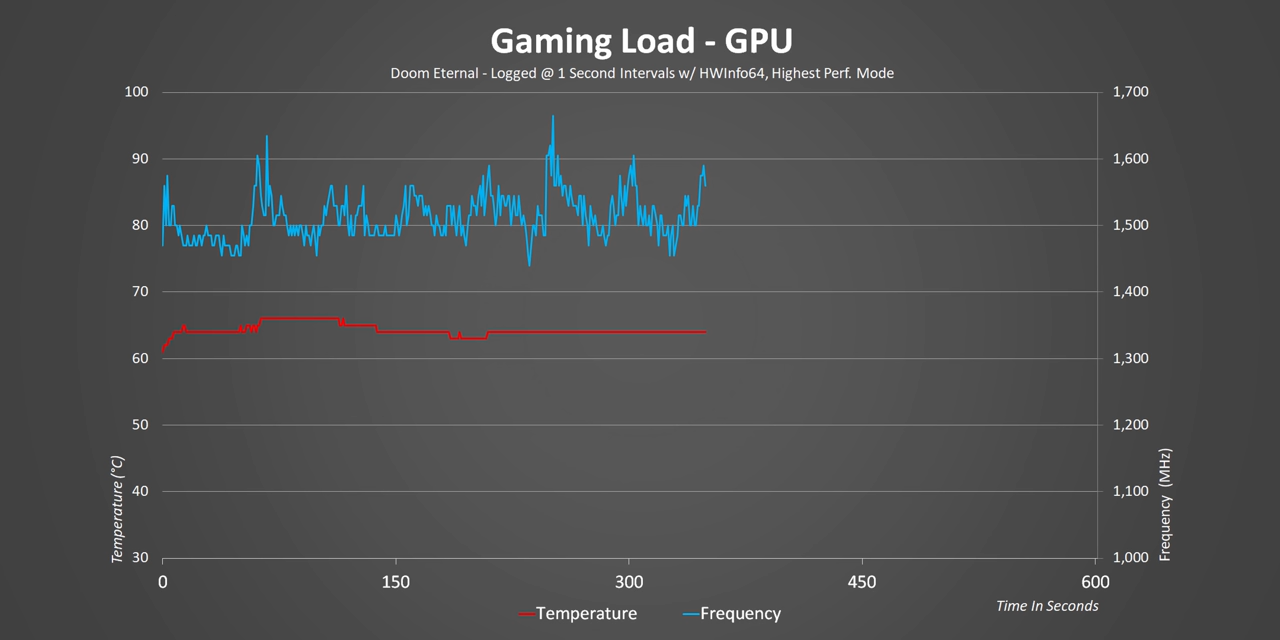 Gaming Load - GPU
Doom Eternal - Logged @ 1 Second Intervals w/ HWInfo64, Highest Perf. Mode
100 1,700
90 1,600
80 1,500
70 1,400
60 1,300
50 1,200
40 1,100
30 1,000
Temperature (°C)
Frequency (MHz)
0 150 300 450 600
Time In Seconds
Temperature Frequency